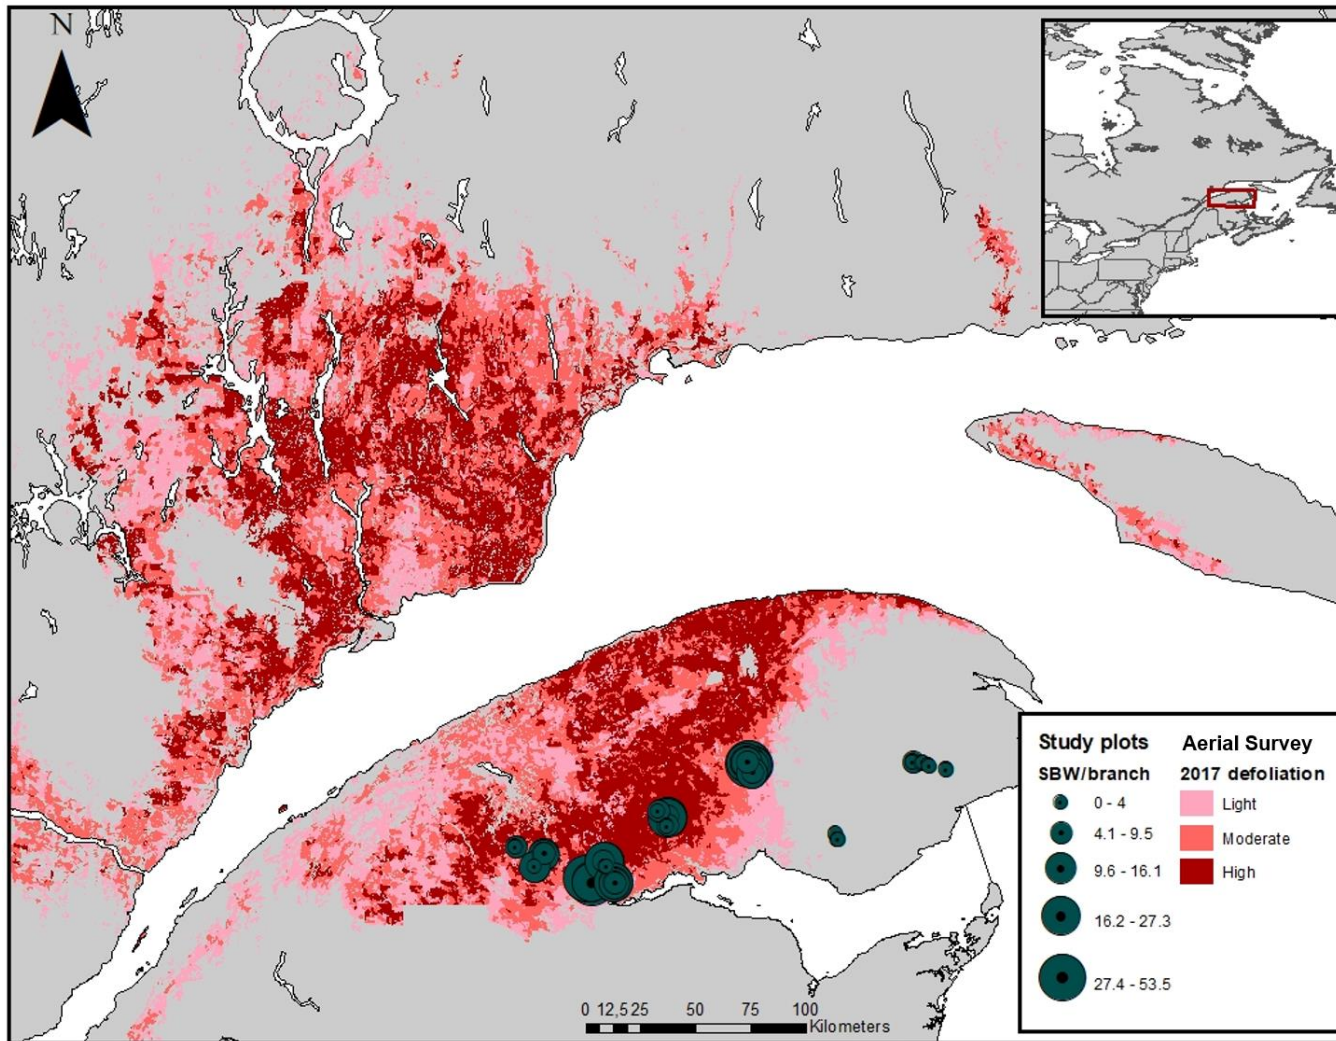 N
Study plots
SBW/branch
0 - 4
4.1 - 9.5
9.6 - 16.1
16.2 - 27.3
27.4 - 53.5
Aerial Survey
2017 defoliation
Light
Moderate
High
0 12,5 25 50 75 100
Kilometers